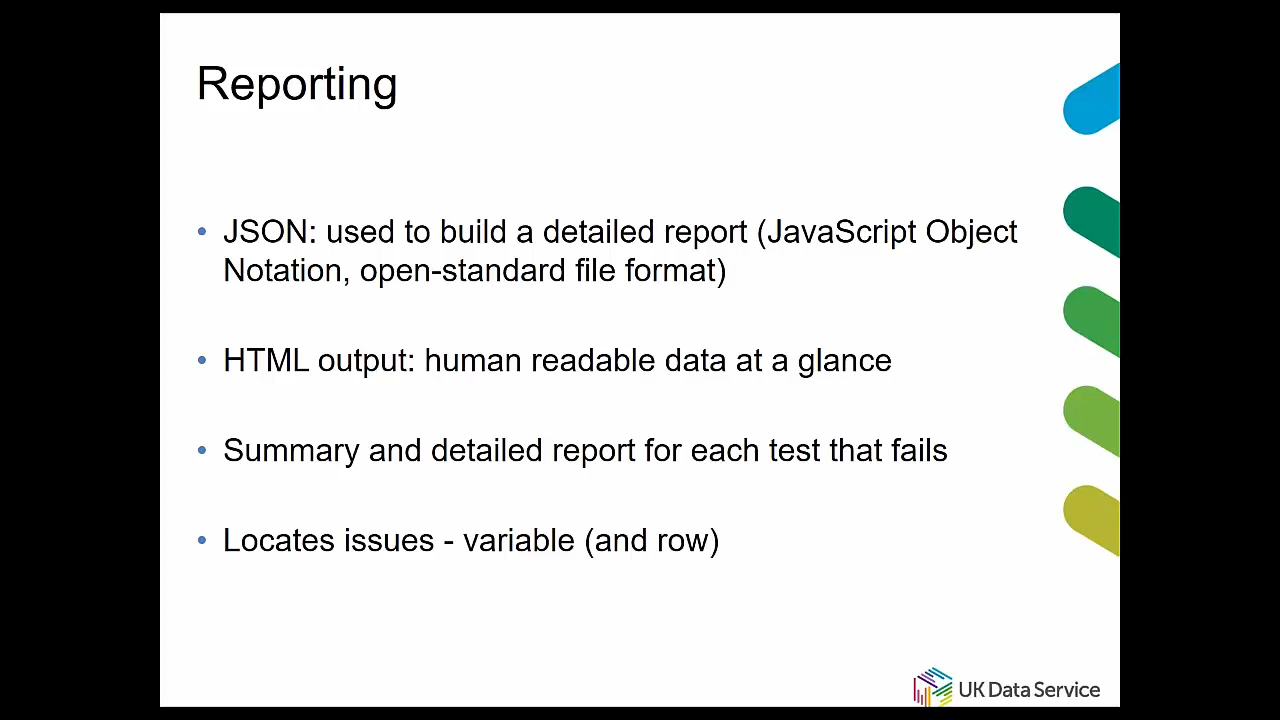 Reporting
• JSON: used to build a detailed report (JavaScript Object
Notation, open-standard file format)
• HTML output: human readable data at a glance
• Summary and detailed report for each test that fails
• Locates issues - variable (and row)
UK Data Service